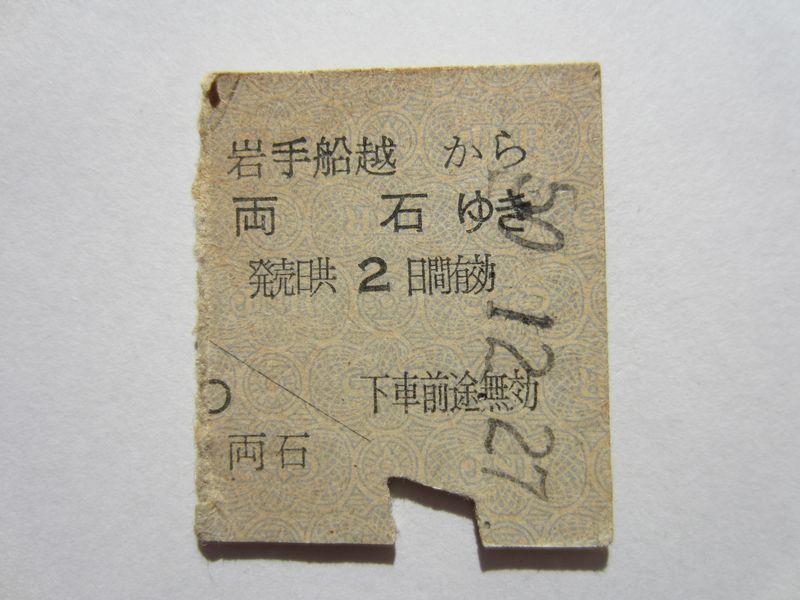 岩手船越 から
両 石 ゆき
発売日共 2 日間有効
下車前途無効
両石
50.12.27